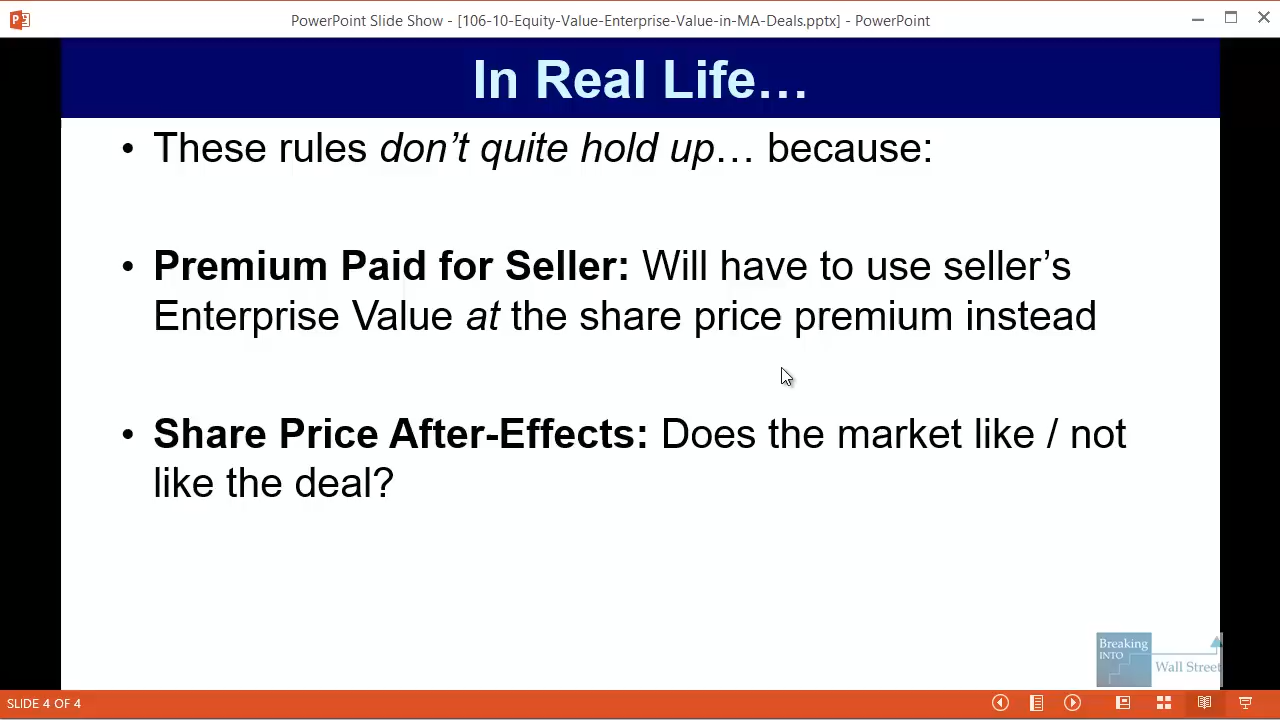 PowerPoint Slide Show - [106-10-Equity-Value-Enterprise-Value-in-MA-Deals.pptx] - PowerPoint
In Real Life…
• These rules don’t quite hold up… because:
• Premium Paid for Seller: Will have to use seller’s
Enterprise Value at the share price premium instead
• Share Price After-Effects: Does the market like / not
like the deal?
Breaking
INTO
Wall Street
SLIDE 4 OF 4